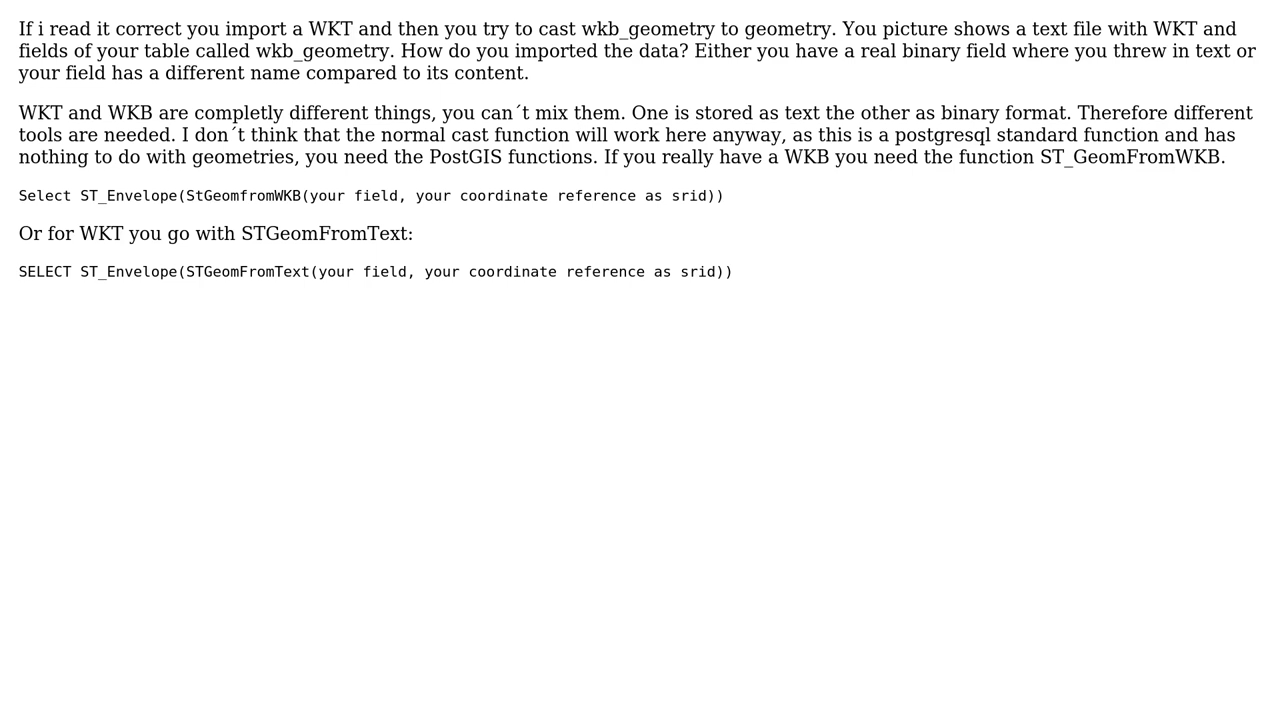 If i read it correct you import a WKT and then you try to cast wkb_geometry to geometry. You picture shows a text file with WKT and
fields of your table called wkb_geometry. How do you imported the data? Either you have a real binary field where you threw in text or
your field has a different name compared to its content.
WKT and WKB are completly different things, you can´t mix them. One is stored as text the other as binary format. Therefore different
tools are needed. I don´t think that the normal cast function will work here anyway, as this is a postgresql standard function and has
nothing to do with geometries, you need the PostGIS functions. If you really have a WKB you need the function ST_GeomFromWKB.
Select ST_Envelope(StGeomfromWKB(your field, your coordinate reference as srid))
Or for WKT you go with STGeomFromText:
SELECT ST_Envelope(STGeomFromText(your field, your coordinate reference as srid))